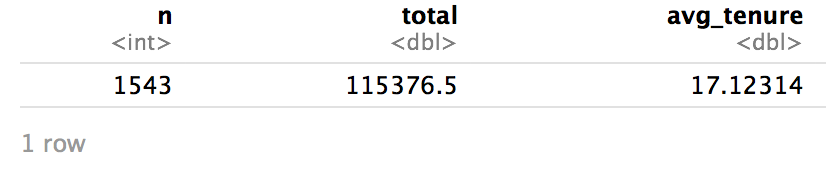 n total avg_tenure
<int> <dbl> <dbl>
1543 115376.5 17.12314
1 row